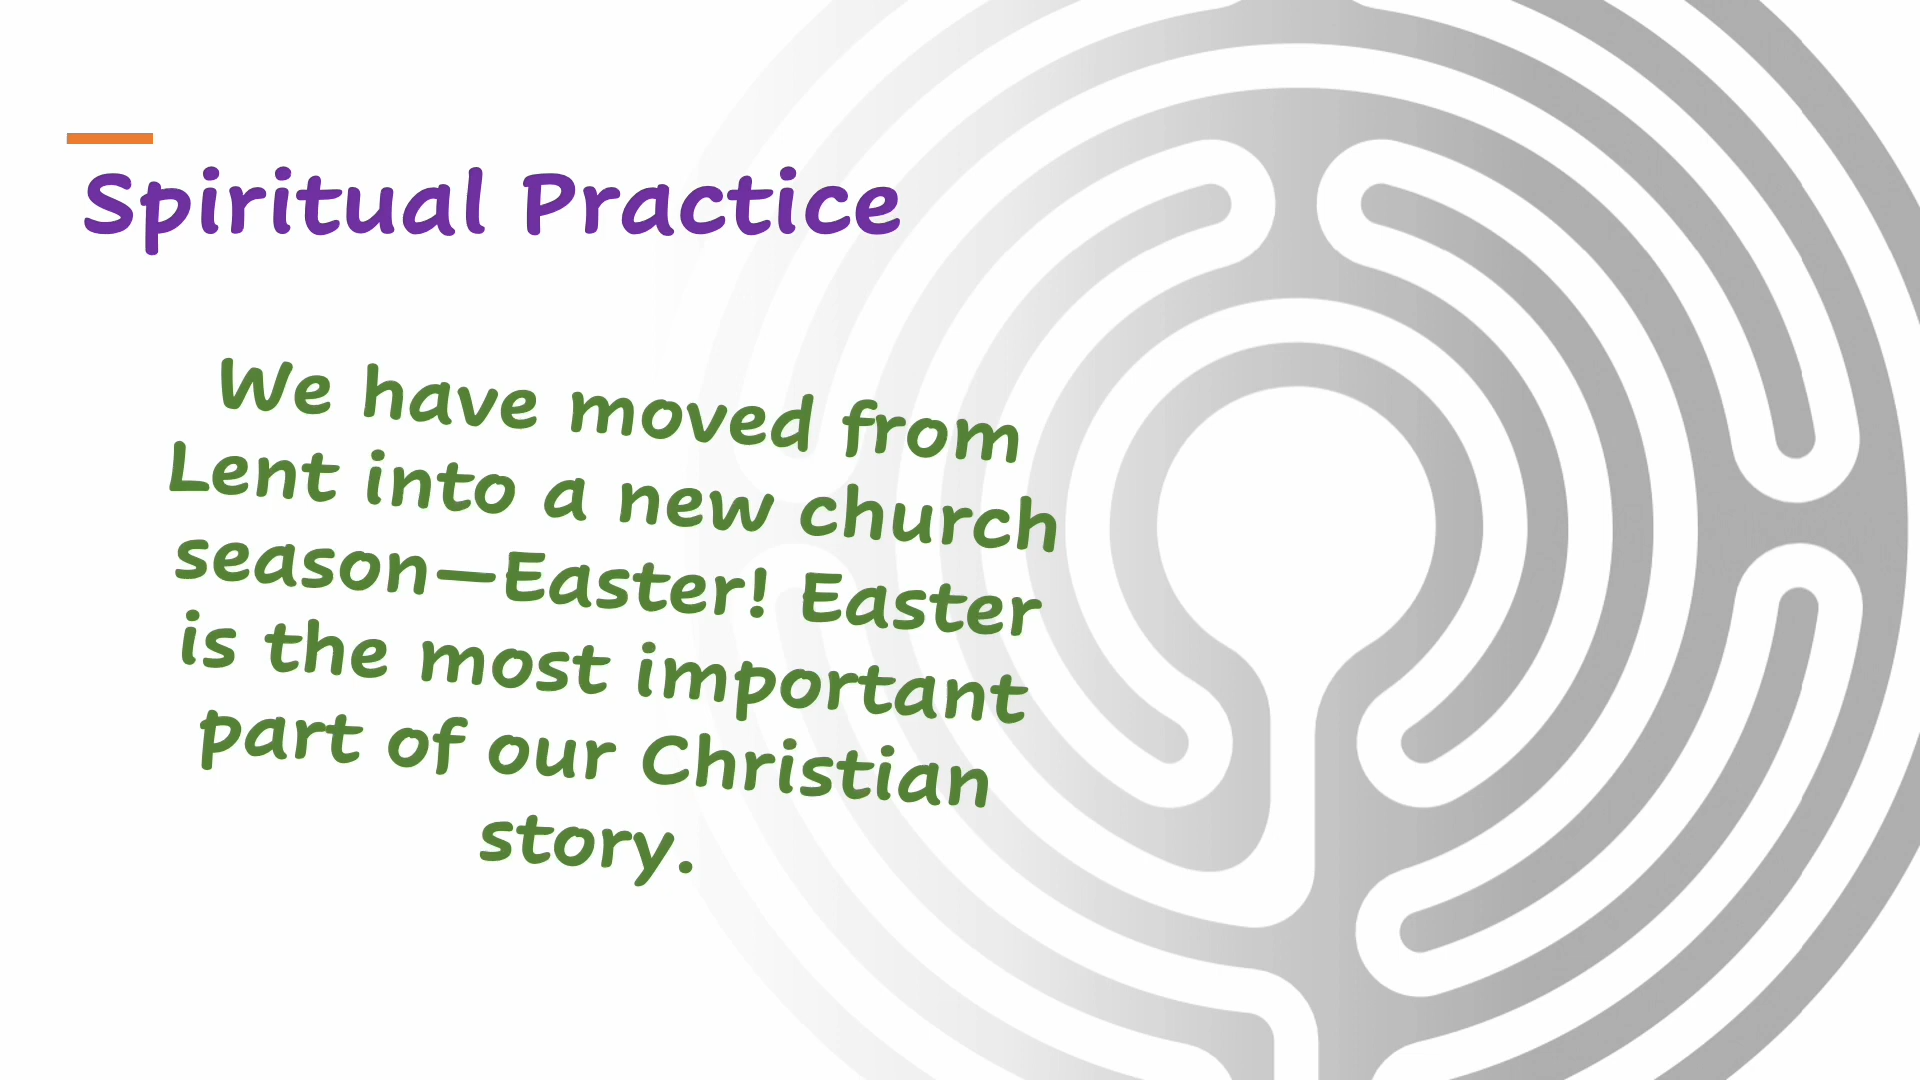 Spiritual Practice
We have moved from
Lent into a new church
season—Easter! Easter
is the most important
part of our Christian
story.